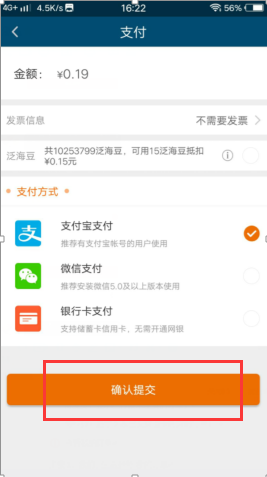 4G+ 4.5K/s 16:22 56%
支付
金额： ¥0.19
发票信息 不需要发票
泛海豆 共10253799泛海豆，可用15泛海豆抵扣
¥0.15元
支付方式
支付宝支付
推荐有支付宝帐号的用户使用
微信支付
推荐安装微信5.0及以上版本使用
银行卡支付
支持储蓄卡信用卡，无需开通网银
确认提交